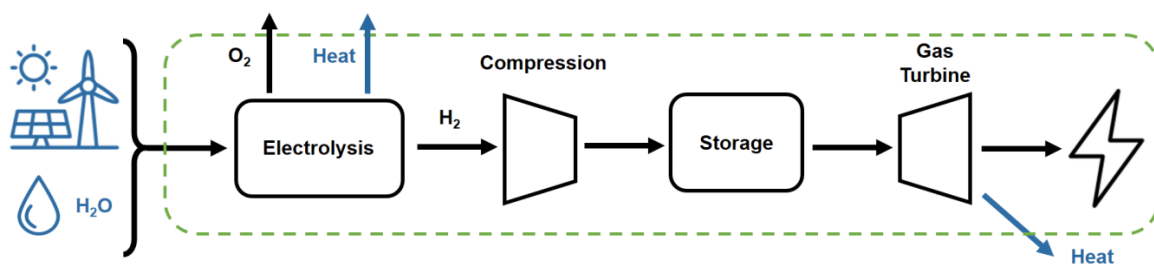 O₂
Heat
Compression
Gas
Turbine
H₂O
Electrolysis
H₂
Storage
Heat